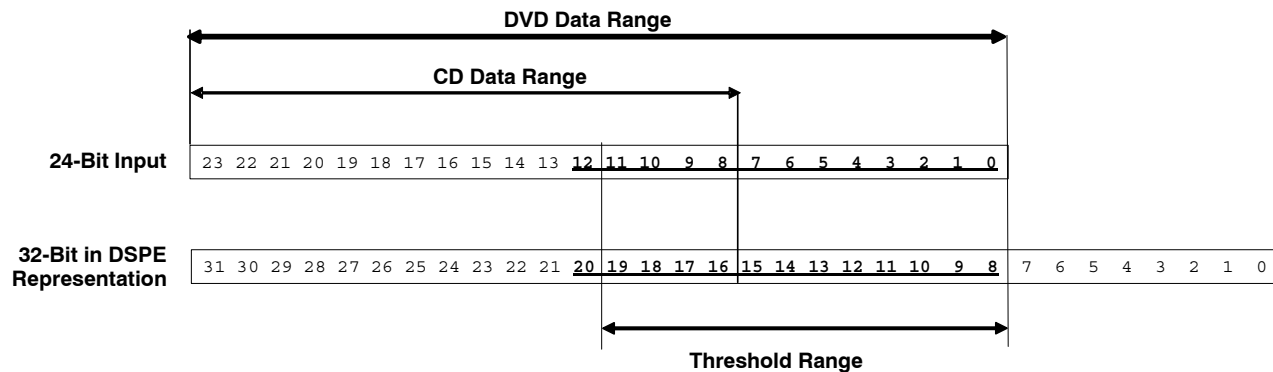 DVD Data Range
CD Data Range
24-Bit Input
23 22 21 20 19 18 17 16 15 14 13 12 11 10 9 8 7 6 5 4 3 2 1 0
32-Bit in DSPE
Representation
31 30 29 28 27 26 25 24 23 22 21 20 19 18 17 16 15 14 13 12 11 10 9 8 7 6 5 4 3 2 1 0
Threshold Range